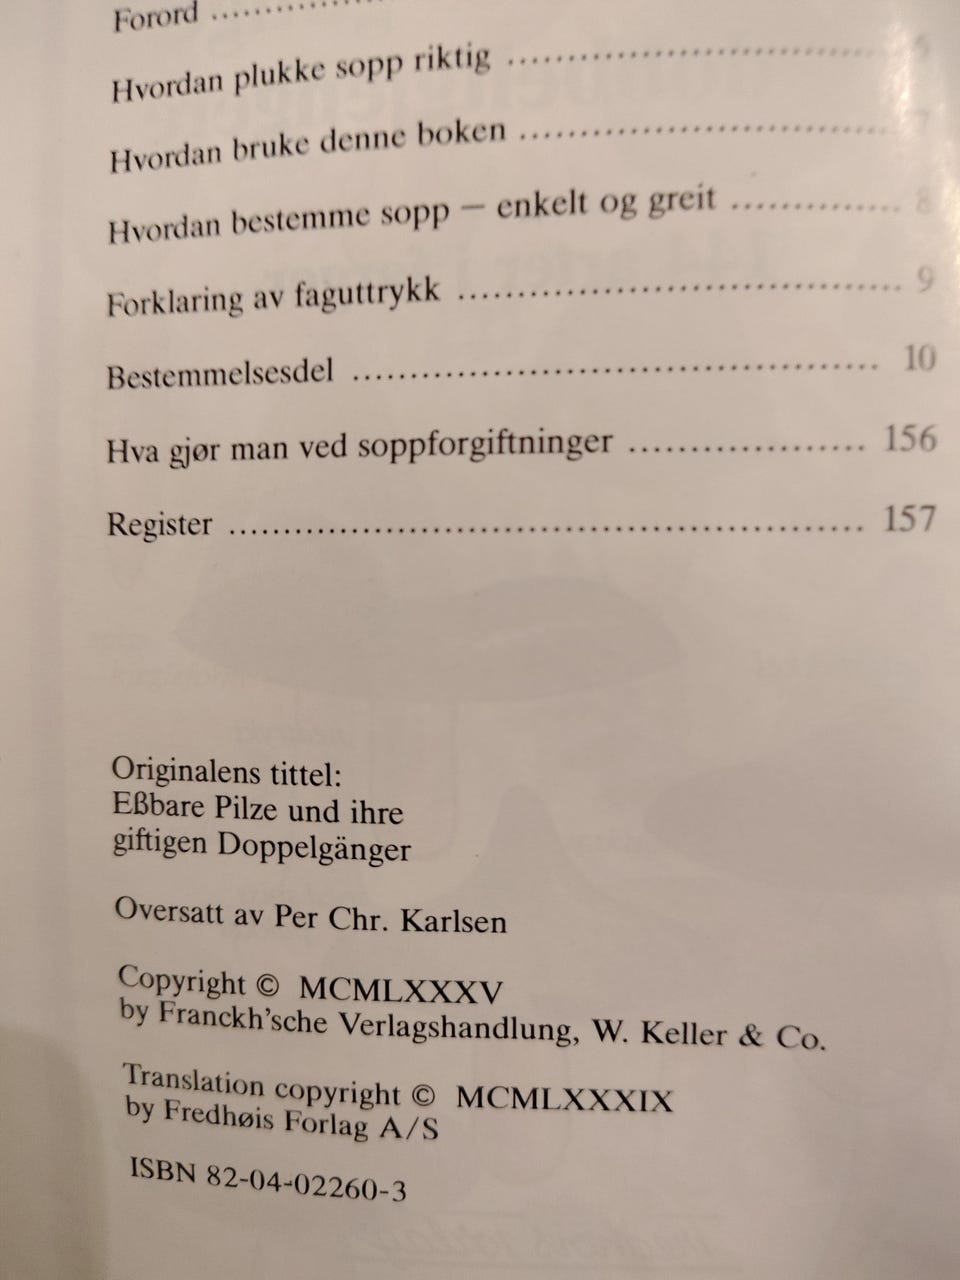 Forord ..............
Hvordan plukke sopp riktig ..............................
Hvordan bruke denne boken .............................. 7
Hvordan bestemme sopp – enkelt og greit .............. 8
Forklaring av faguttrykk ..................................... 9
Bestemmelsesdel ............................................. 10
Hva gjør man ved soppforgiftninger .................... 156
Register ...................................................... 157
Originalens tittel:
Eßbare Pilze und ihre
giftigen Doppelgänger
Oversatt av Per Chr. Karlsen
Copyright © MCMLXXXV
by Franckh’sche Verlagshandlung, W. Keller & Co.
Translation copyright © MCMLXXXIX
by Fredhøis Forlag A/S
ISBN 82-04-02260-3